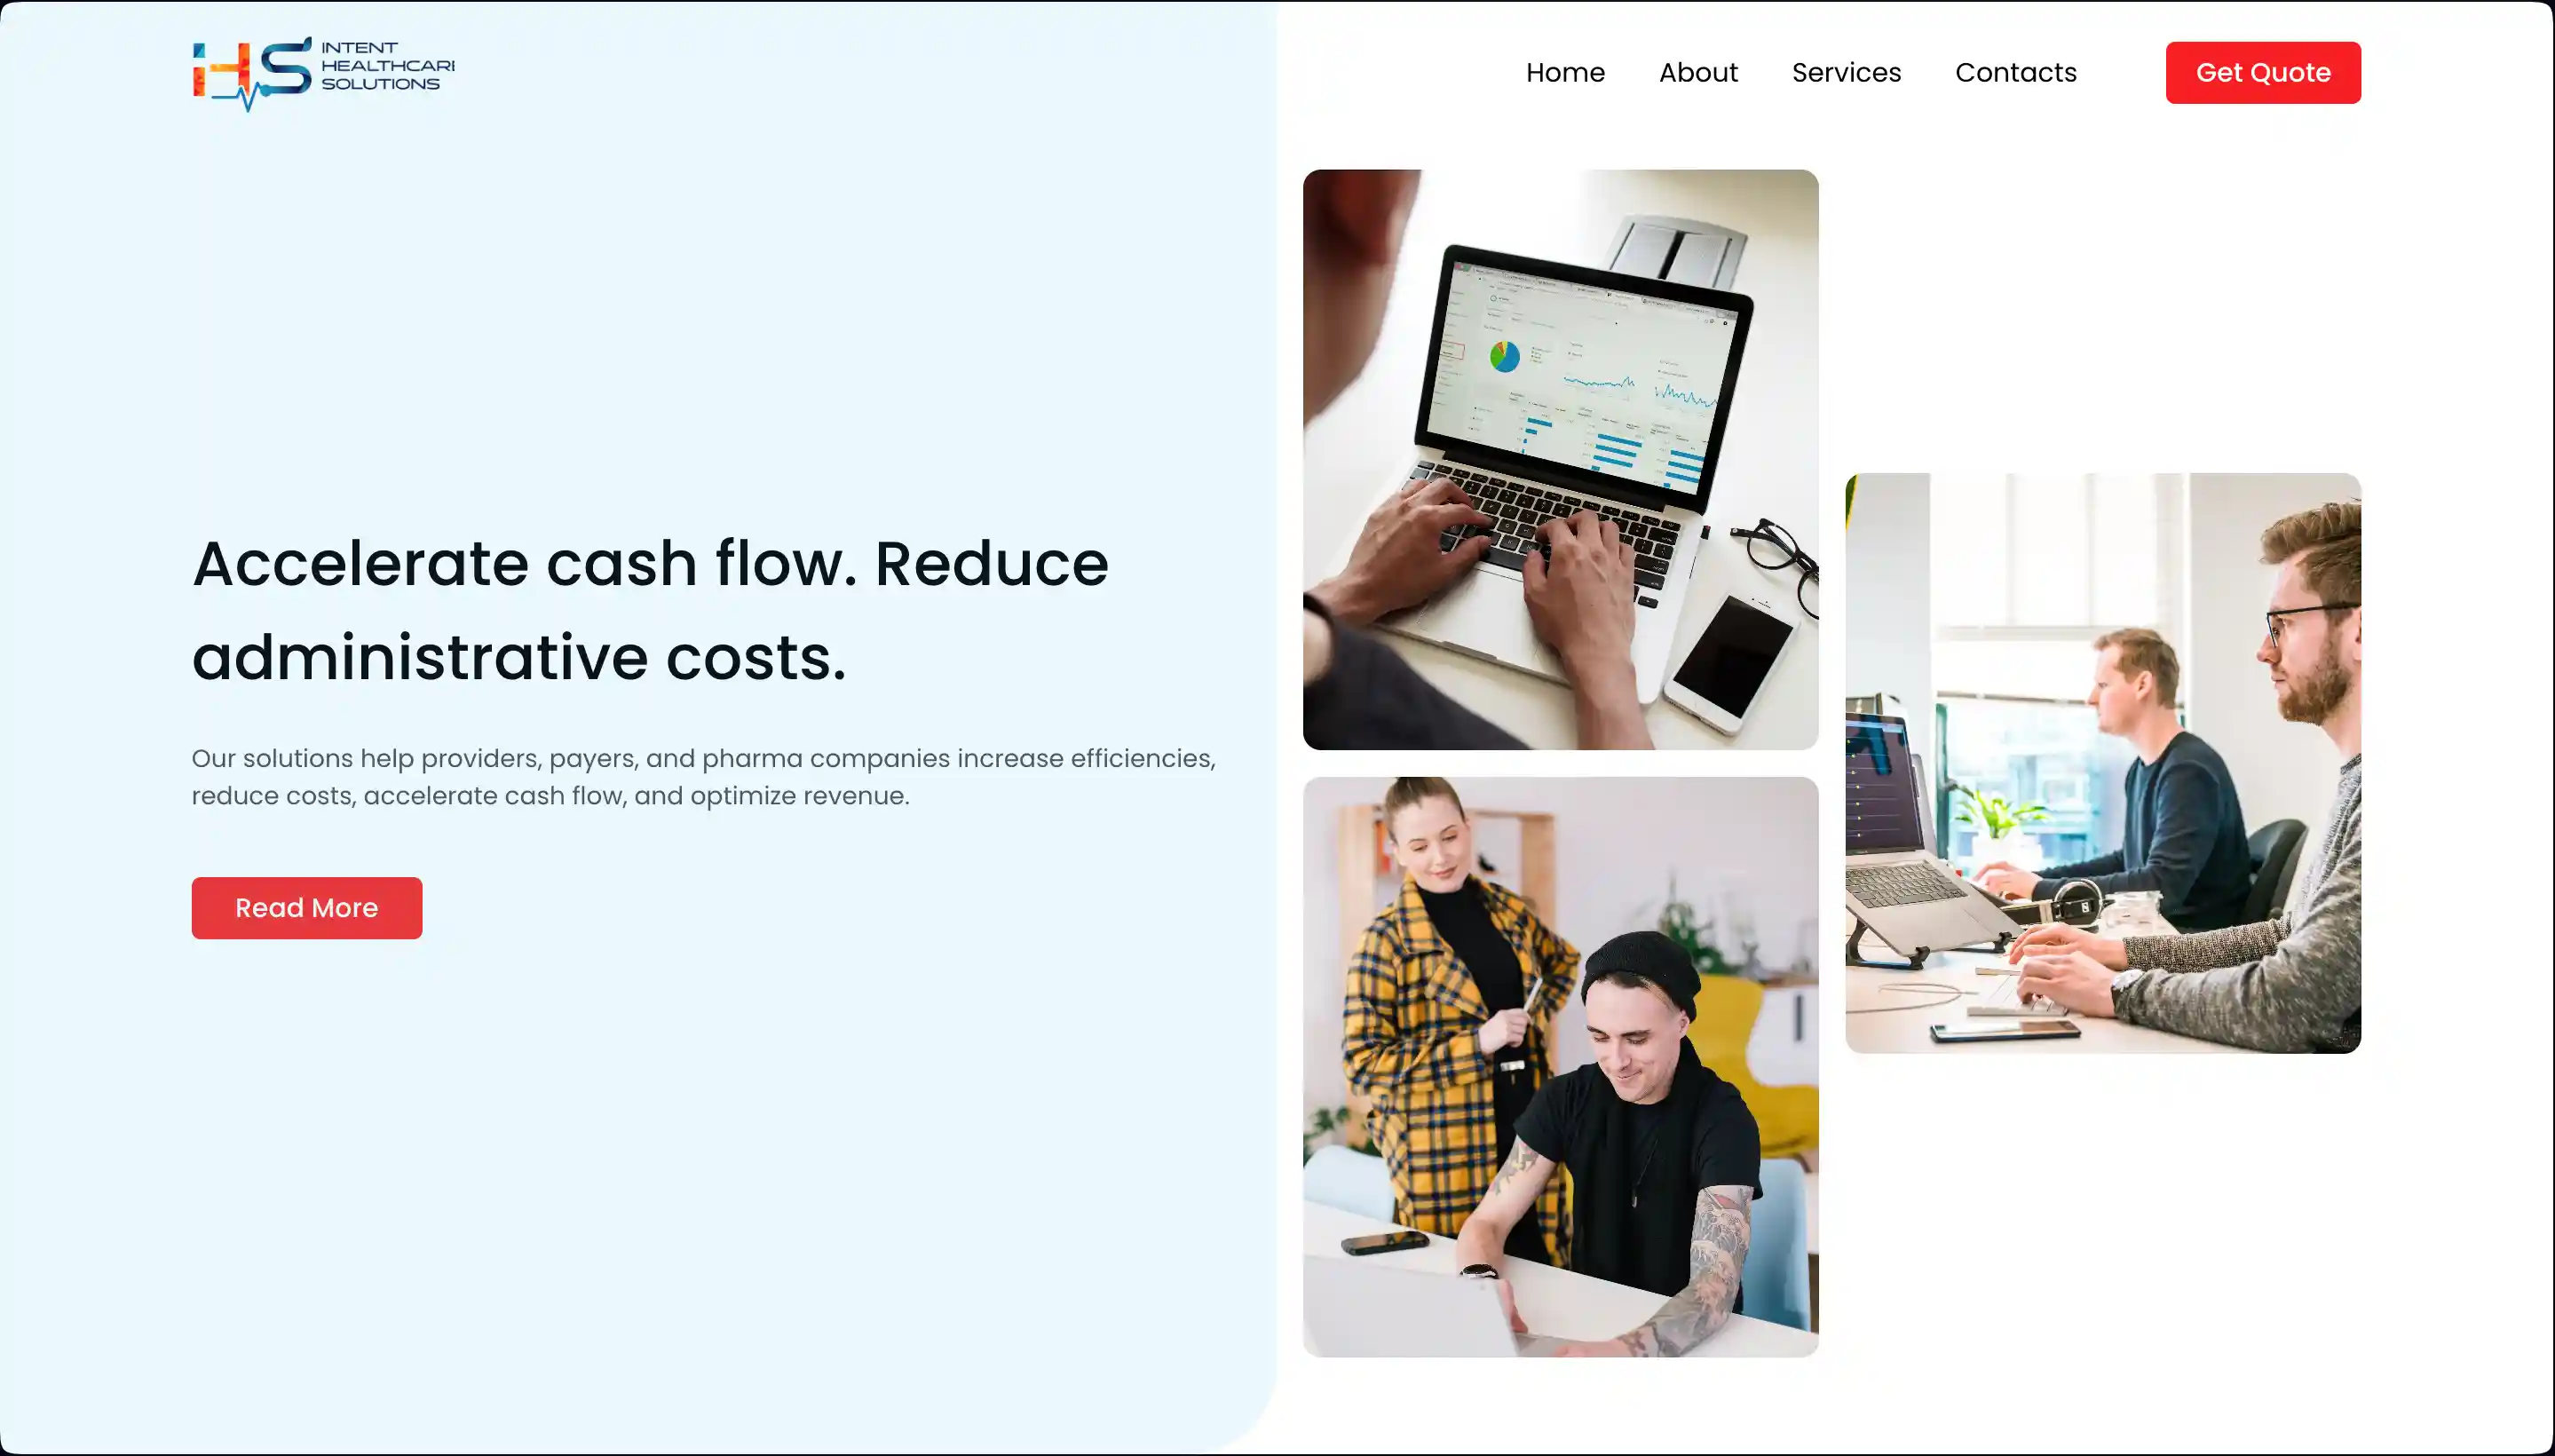 INTENT
HEALTHCARI
SOLUTIONS
Home About Services Contacts Get Quote
Accelerate cash flow. Reduce
administrative costs.
Our solutions help providers, payers, and pharma companies increase efficiencies,
reduce costs, accelerate cash flow, and optimize revenue.
Read More